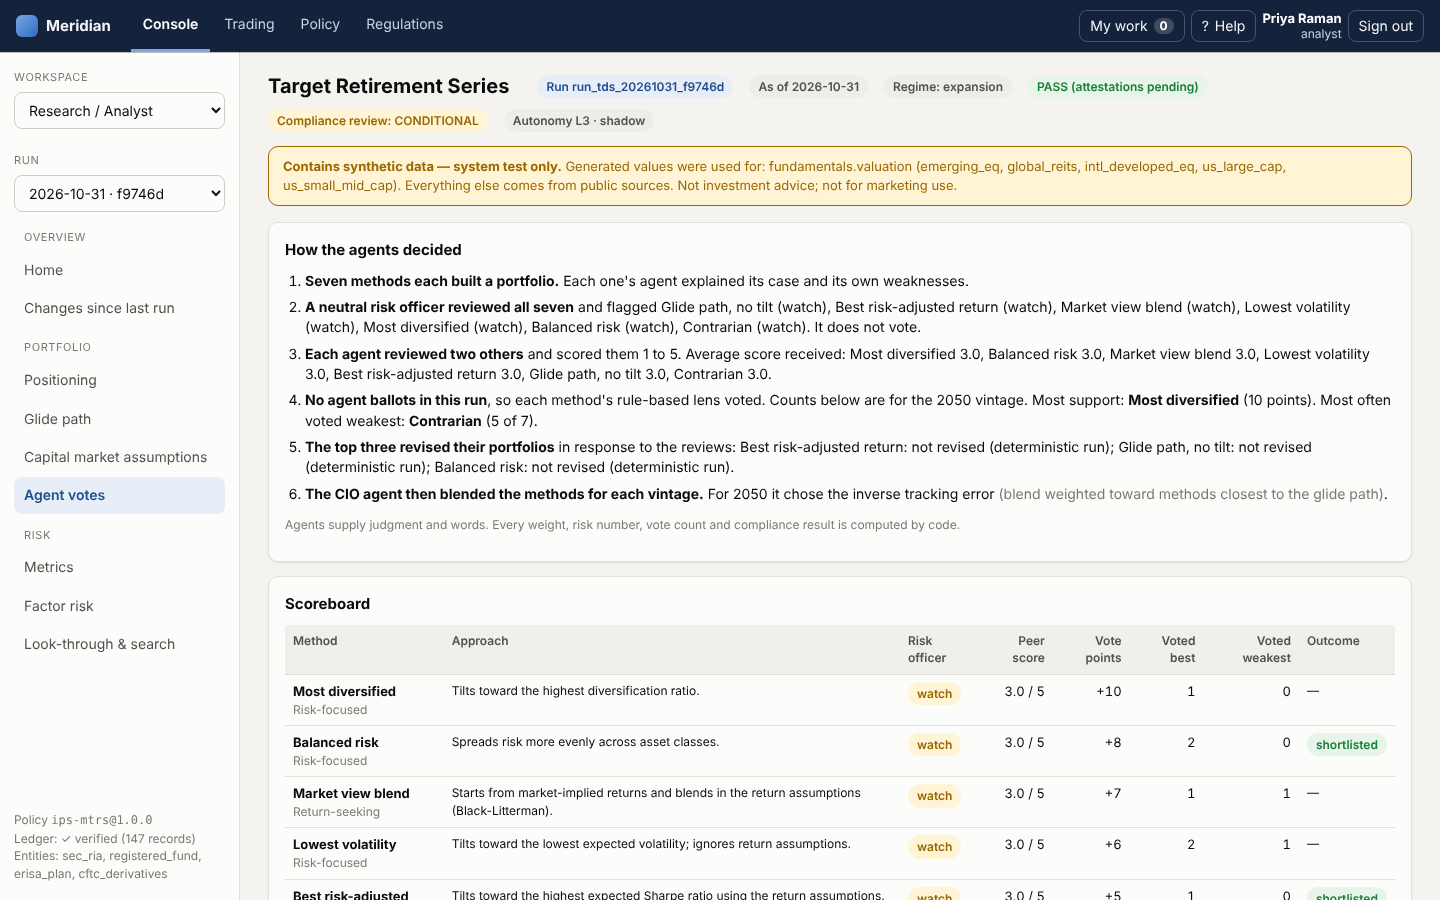 Meridian
Console
Trading
Policy
Regulations
My work 0
? Help
Priya Raman
analyst
Sign out
WORKSPACE
Research / Analyst
RUN
2026-10-31 · f9746d
OVERVIEW
Home
Changes since last run
PORTFOLIO
Positioning
Glide path
Capital market assumptions
Agent votes
RISK
Metrics
Factor risk
Look-through & search
Policy ips-mtrs@1.0.0
Ledger: ✓ verified (147 records)
Entities: sec_ria, registered_fund,
erisa_plan, cftc_derivatives
Target Retirement Series
Run run_tds_20261031_f9746d
As of 2026-10-31
Regime: expansion
PASS (attestations pending)
Compliance review: CONDITIONAL
Autonomy L3 · shadow
Contains synthetic data — system test only. Generated values were used for: fundamentals.valuation (emerging_eq, global_reits, intl_developed_eq, us_large_cap,
us_small_mid_cap). Everything else comes from public sources. Not investment advice; not for marketing use.
How the agents decided
1. Seven methods each built a portfolio. Each one's agent explained its case and its own weaknesses.
2. A neutral risk officer reviewed all seven and flagged Glide path, no tilt (watch), Best risk-adjusted return (watch), Market view blend (watch), Lowest volatility
(watch), Most diversified (watch), Balanced risk (watch), Contrarian (watch). It does not vote.
3. Each agent reviewed two others and scored them 1 to 5. Average score received: Most diversified 3.0, Balanced risk 3.0, Market view blend 3.0, Lowest volatility
3.0, Best risk-adjusted return 3.0, Glide path, no tilt 3.0, Contrarian 3.0.
4. No agent ballots in this run, so each method's rule-based lens voted. Counts below are for the 2050 vintage. Most support: Most diversified (10 points). Most often
voted weakest: Contrarian (5 of 7).
5. The top three revised their portfolios in response to the reviews: Best risk-adjusted return: not revised (deterministic run); Glide path, no tilt: not revised
(deterministic run); Balanced risk: not revised (deterministic run).
6. The CIO agent then blended the methods for each vintage. For 2050 it chose the inverse tracking error (blend weighted toward methods closest to the glide path).
Agents supply judgment and words. Every weight, risk number, vote count and compliance result is computed by code.
Scoreboard
Method Approach Risk officer Peer score Vote points Voted best Voted weakest Outcome
Most diversified Tilts toward the highest diversification ratio. watch 3.0 / 5 +10 1 0 —
Risk-focused
Balanced risk Spreads risk more evenly across asset classes. watch 3.0 / 5 +8 2 0 shortlisted
Risk-focused
Market view blend Starts from market-implied returns and blends in the return assumptions watch 3.0 / 5 +7 1 1 —
Return-seeking (Black-Litterman).
Lowest volatility Tilts toward the lowest expected volatility; ignores return assumptions. watch 3.0 / 5 +6 2 1 —
Risk-focused
Best risk-adjusted Tilts toward the highest expected Sharpe ratio using the return assumptions. watch 3.0 / 5 +5 1 0 shortlisted